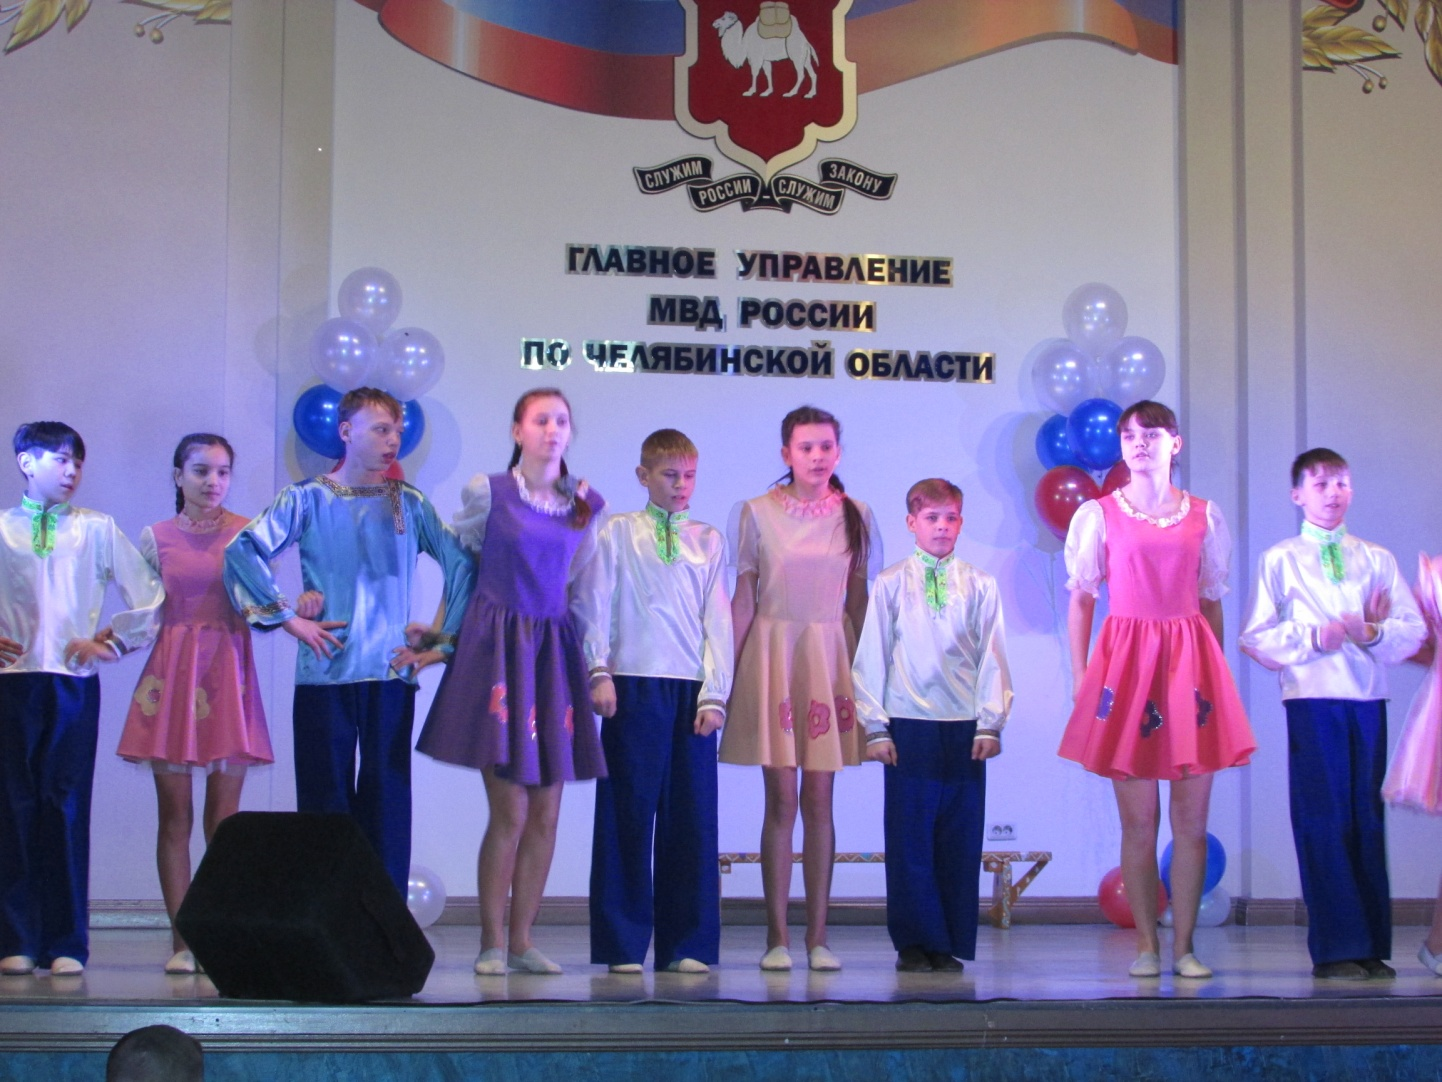 СЛУЖИМ РОССИИ - СЛУЖИМ ЗАКОНУ
ГЛАВНОЕ УПРАВЛЕНИЕ
МВД РОССИИ
ПО ЧЕЛЯБИНСКОЙ ОБЛАСТИ